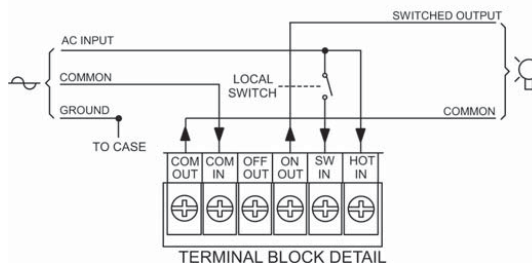 SWITCHED OUTPUT
AC INPUT
COMMON
LOCAL
SWITCH
GROUND
COMMON
TO CASE
COM OUT
COM IN
OFF OUT
ON OUT
SW IN
HOT IN
TERMINAL BLOCK DETAIL